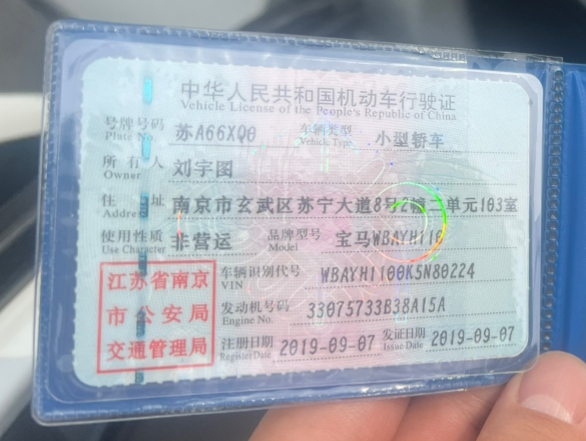 中华人民共和国机动车行驶证
Vehicle License of the People's Republic of China
号牌号码 苏A66XQ0 车辆类型 小型轿车
Plate No. Vehicle Type
所有人 刘宇图
Owner
住址 南京市玄武区苏宁大道8号2幢二单元103室
Address
使用性质 非营运 品牌型号 宝马WBAYH110
Use Character Model
江苏省南京 车辆识别代号 WBAYH1100K5N80224
VIN
市公安局 发动机号码 33075733B38A15A
Engine No.
交通管理局 注册日期 2019-09-07 发证日期 2019-09-07
Register Date Issue Date